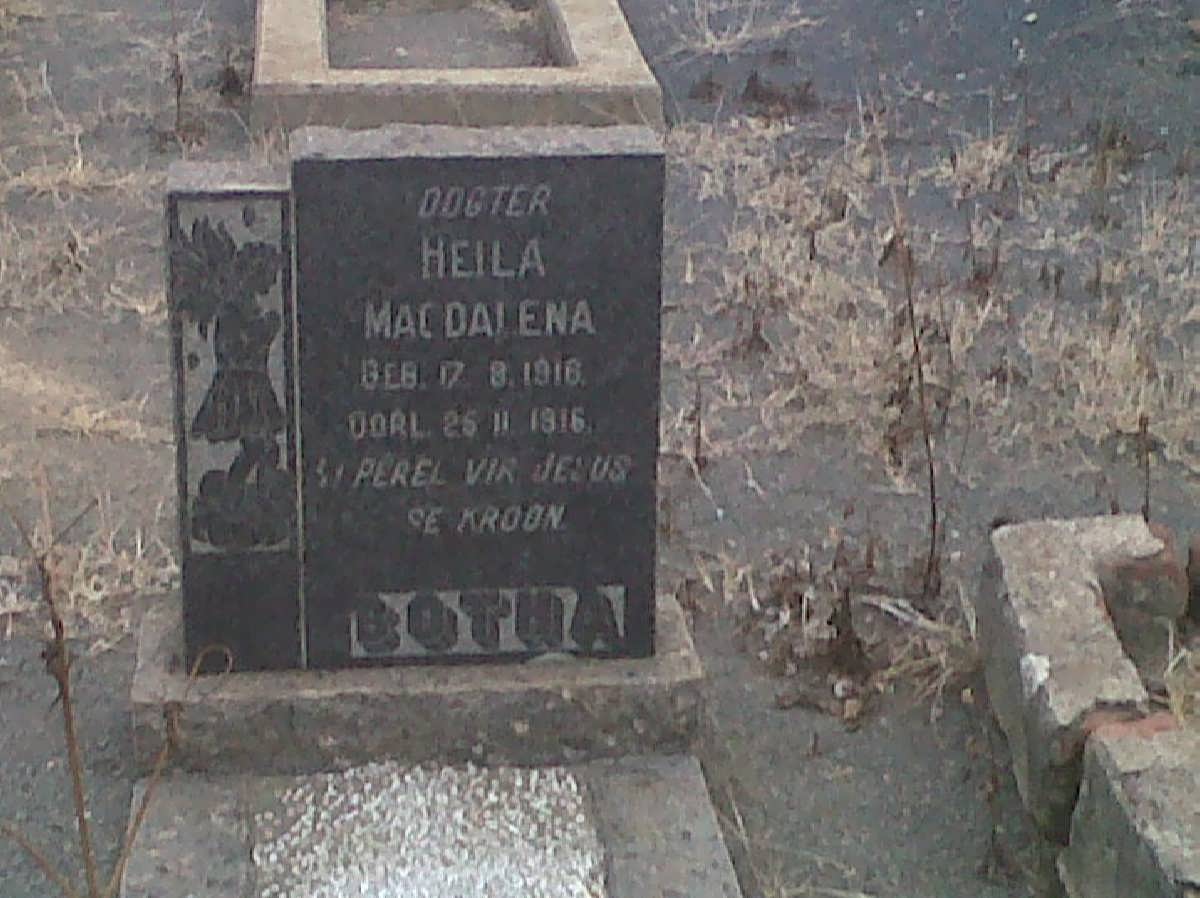 DOGTER
HEILA
MAGDALENA
GEB. 17. 8. 1916.
OORL. 25 11. 1916.
'N PEREL VIR JESUS
SE KROON.
BOTHA